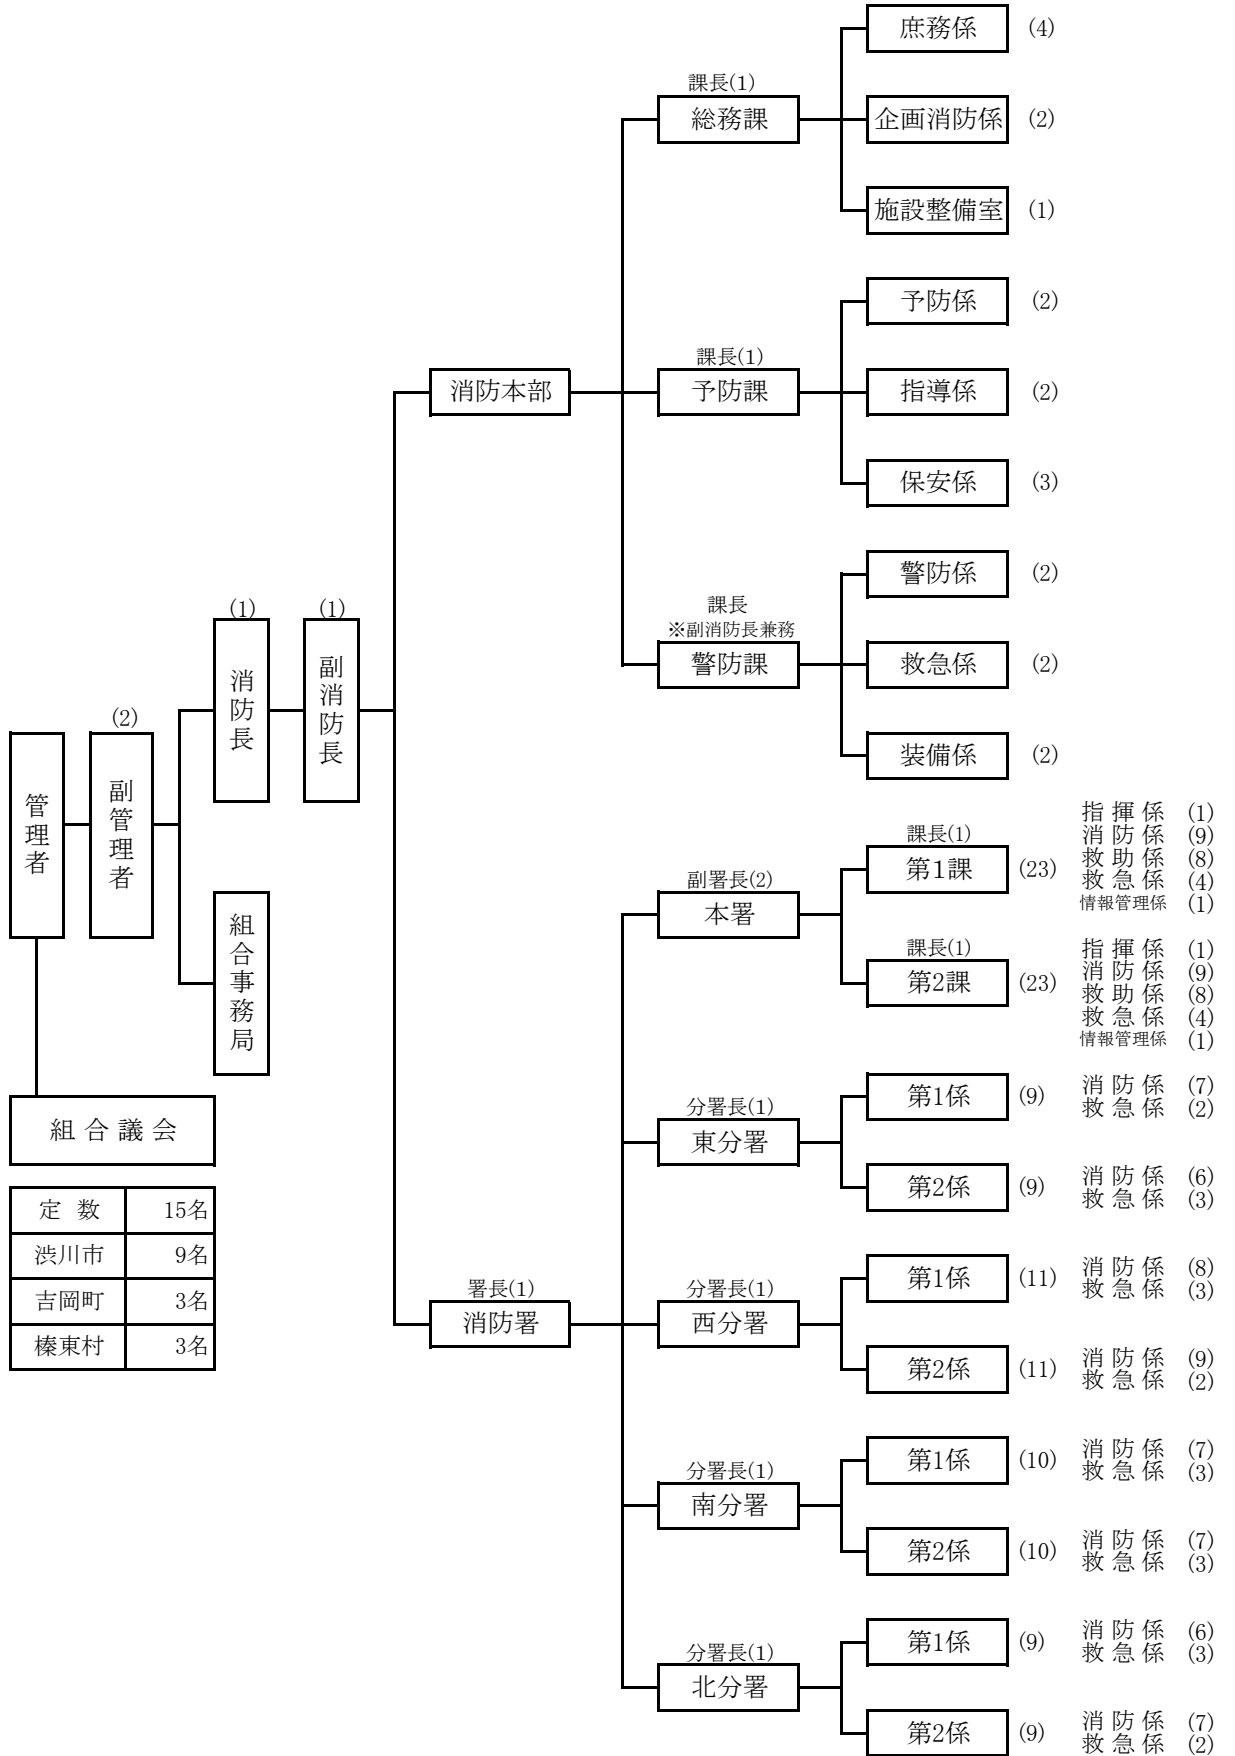 庶務係 (4)
課長(1)
総務課
企画消防係 (2)
施設整備室 (1)
予防係 (2)
課長(1)
消防本部
予防課
指導係 (2)
保安係 (3)
警防係 (2)
課長
※副消防長兼務
警防課
救急係 (2)
装備係 (2)
(1)
消防長
(1)
副消防長
(2)
副管理者
管理者
組合事務局
組合議会
定数 15名
渋川市 9名
吉岡町 3名
榛東村 3名
署長(1)
消防署
副署長(2)
本署
課長(1)
第1課 (23)
指揮係 (1)
消防係 (9)
救助係 (8)
救急係 (4)
情報管理係 (1)
課長(1)
第2課 (23)
指揮係 (1)
消防係 (9)
救助係 (8)
救急係 (4)
情報管理係 (1)
分署長(1)
東分署
第1係 (9)
消防係 (7)
救急係 (2)
第2係 (9)
消防係 (6)
救急係 (3)
分署長(1)
西分署
第1係 (11)
消防係 (8)
救急係 (3)
第2係 (11)
消防係 (9)
救急係 (2)
分署長(1)
南分署
第1係 (10)
消防係 (7)
救急係 (3)
第2係 (10)
消防係 (7)
救急係 (3)
分署長(1)
北分署
第1係 (9)
消防係 (6)
救急係 (3)
第2係 (9)
消防係 (7)
救急係 (2)